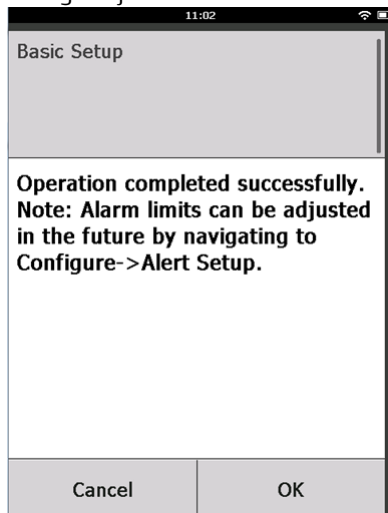 11:02
Basic Setup
Operation completed successfully.
Note: Alarm limits can be adjusted
in the future by navigating to
Configure->Alert Setup.
Cancel
OK